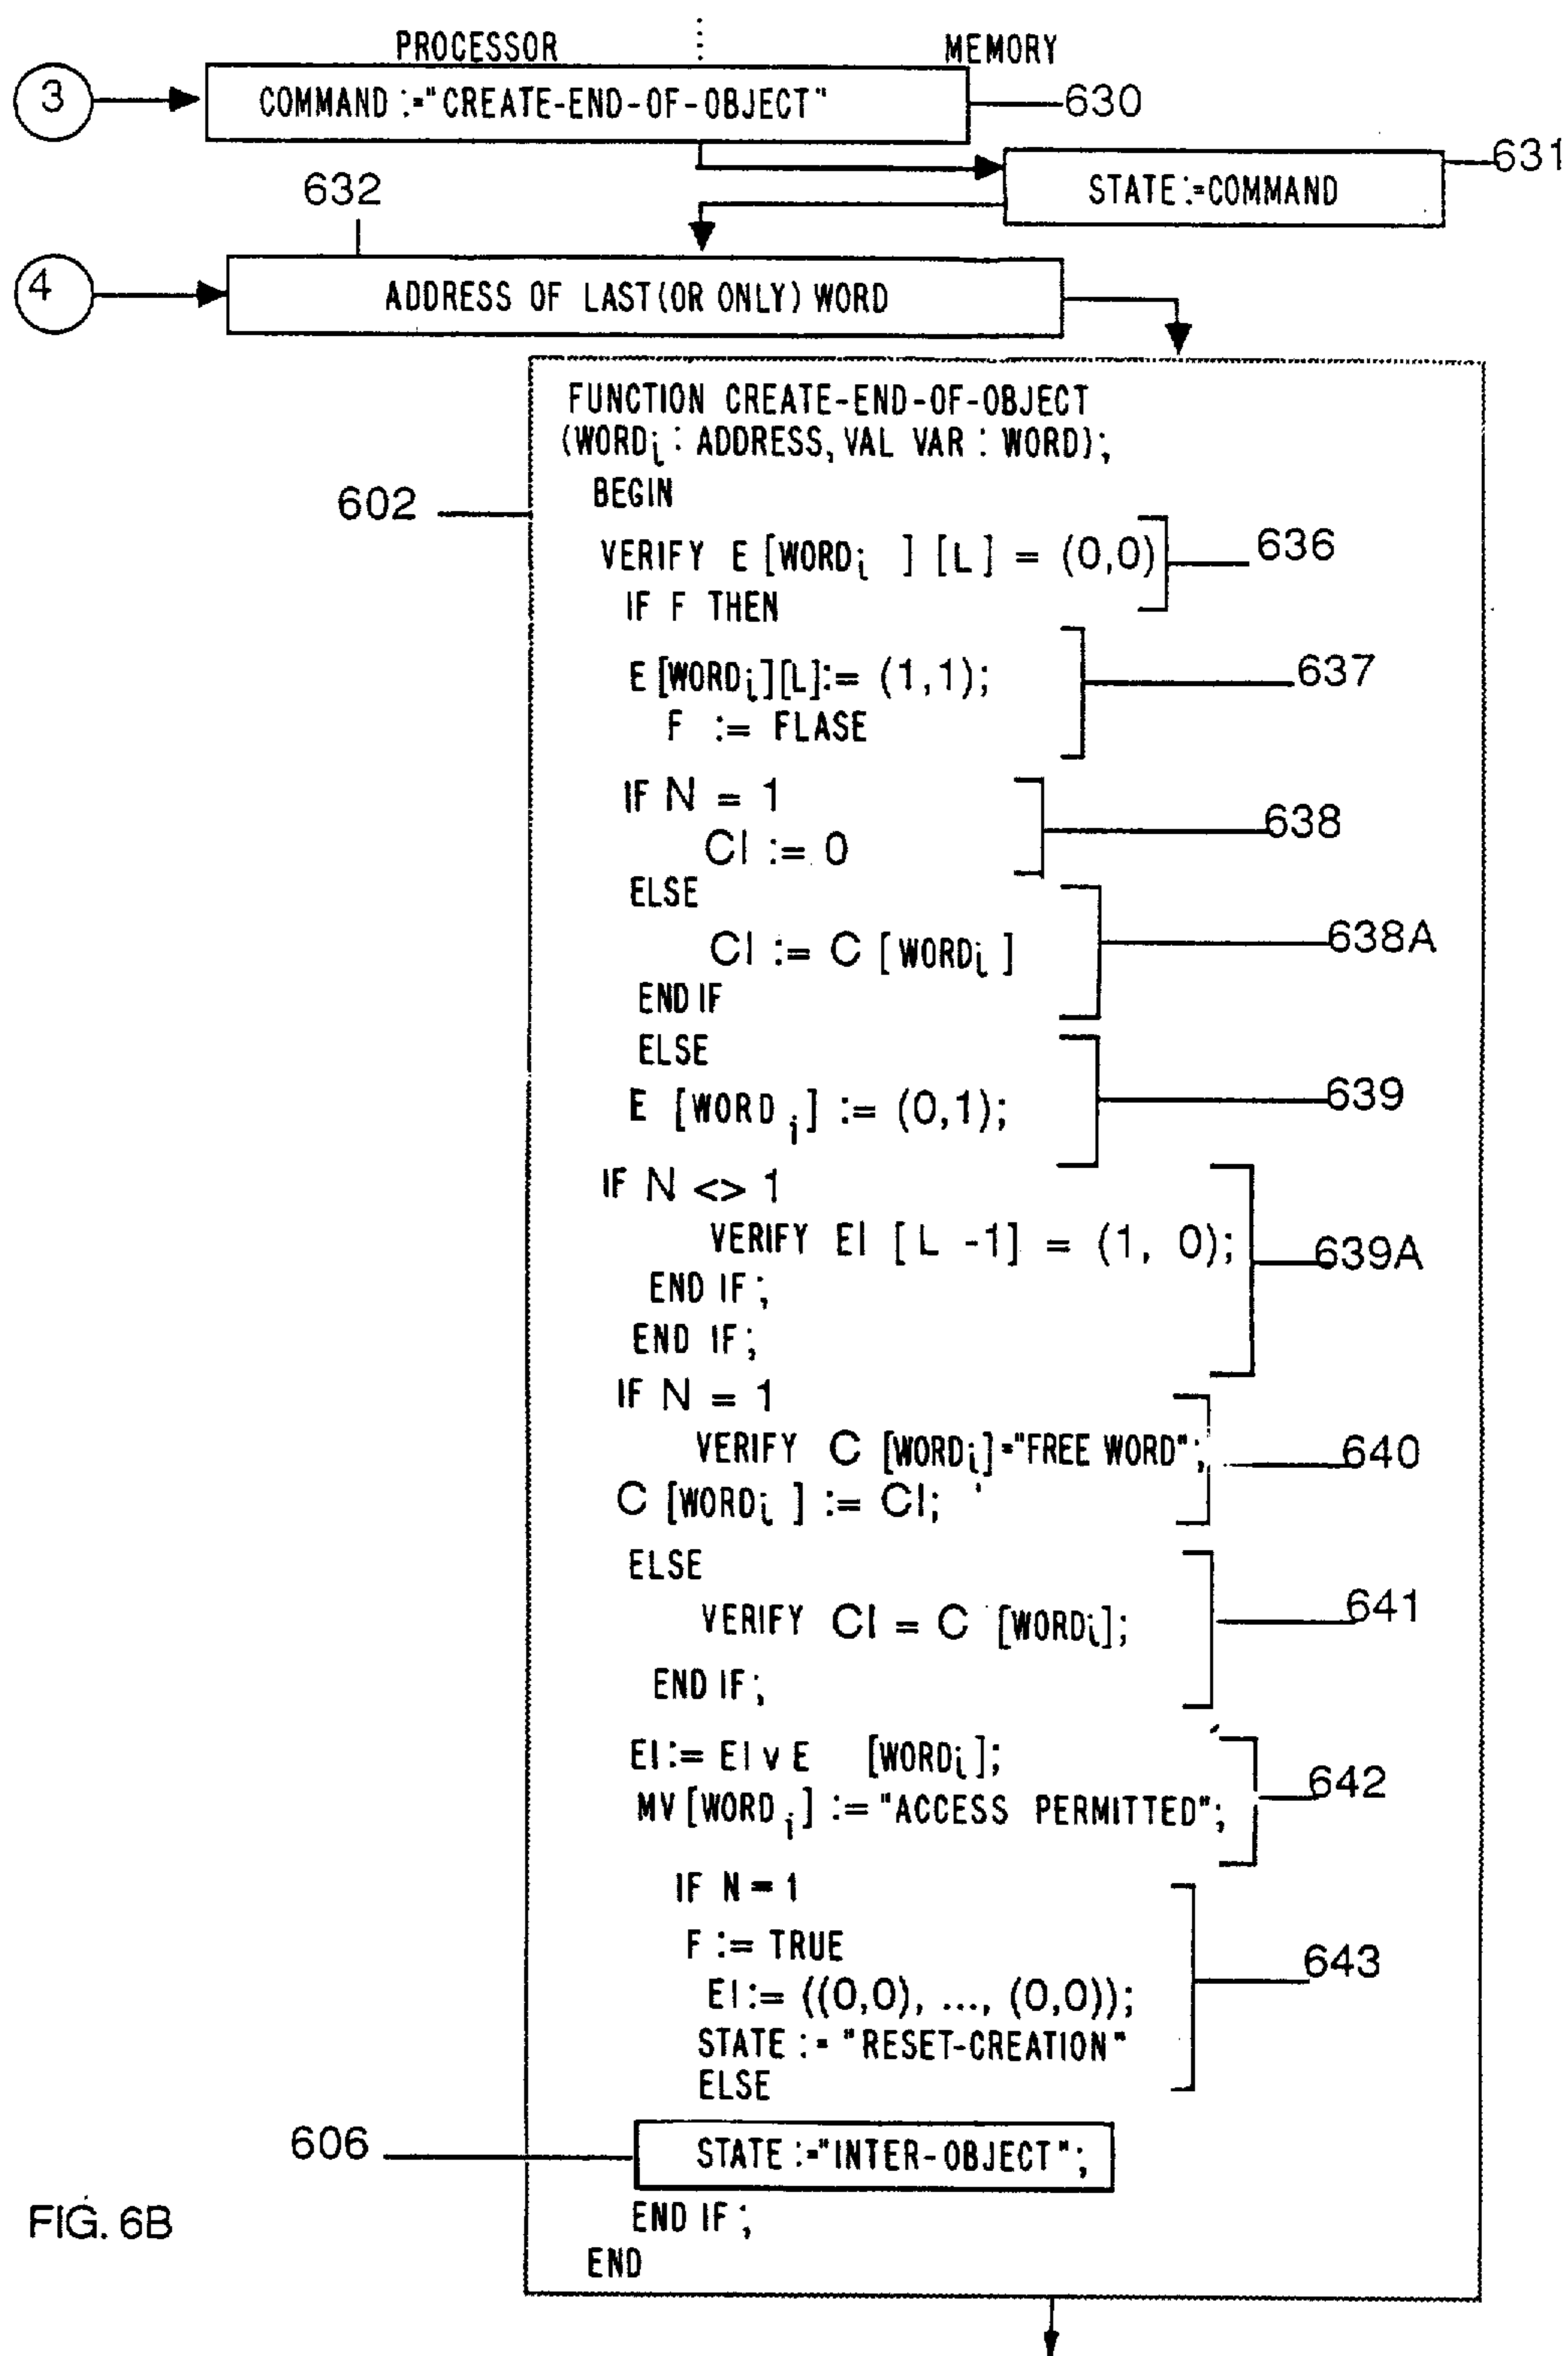 PROCESSOR MEMORY
3 COMMAND :="CREATE-END-OF-OBJECT" 630
STATE :=COMMAND 631
632
4 ADDRESS OF LAST(OR ONLY) WORD
FUNCTION CREATE-END-OF-OBJECT
(WORDi : ADDRESS, VAL VAR : WORD);
602 BEGIN
VERIFY E [WORDi ] [L] = (0,0) 636
IF F THEN
E [WORDi][L]:= (1,1); 637
F := FLASE
IF N = 1
CI := 0 638
ELSE
CI := C [ WORDi ] 638A
END IF
ELSE
E [WORD i] := (0,1); 639
IF N <> 1
VERIFY EI [ L -1] = (1, 0); 639A
END IF;
END IF;
IF N = 1
VERIFY C [WORDi]="FREE WORD"; 640
C [WORDi ] := CI;
ELSE
VERIFY CI = C [WORDi]; 641
END IF;
EI:= EI v E [WORDi]; 642
MV [WORD i] := "ACCESS PERMITTED";
IF N = 1
F := TRUE 643
EI:= ((0,0), ..., (0,0));
STATE := "RESET-CREATION"
ELSE
606 STATE :="INTER-OBJECT";
END IF;
FIG. 6B
END